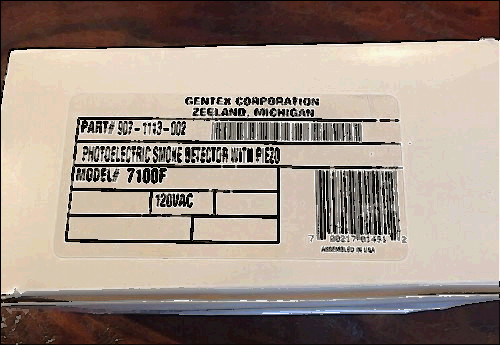 GENTEX CORPORATION
ZEELAND, MICHIGAN
PART# 907-1113-002
PHOTOELECTRIC SMOKE DETECTOR WITH PIEZO
MODEL# 7100F
120VAC
ASSEMBLED IN USA